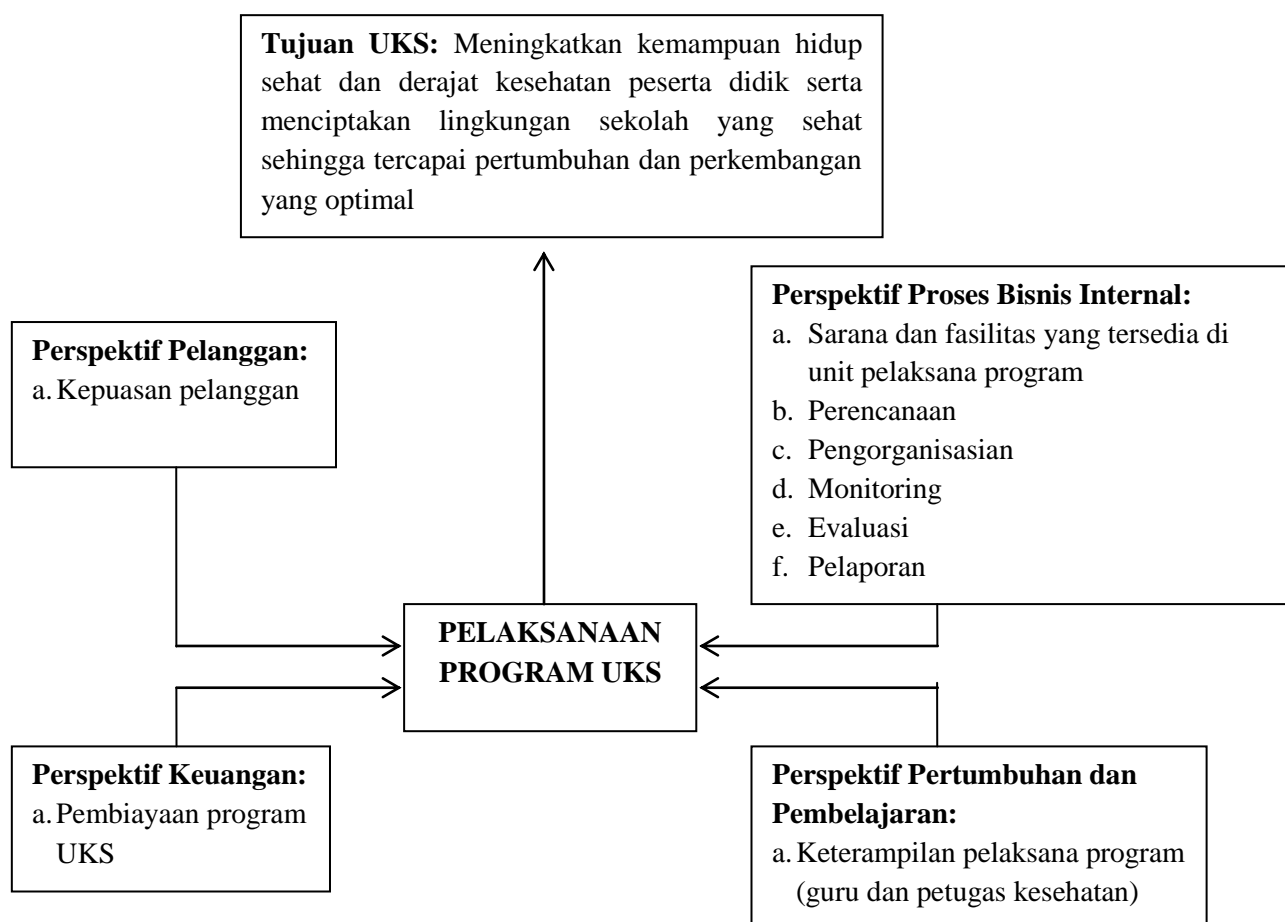 Tujuan UKS: Meningkatkan kemampuan hidup
sehat dan derajat kesehatan peserta didik serta
menciptakan lingkungan sekolah yang sehat
sehingga tercapai pertumbuhan dan perkembangan
yang optimal
Perspektif Pelanggan:
a. Kepuasan pelanggan
Perspektif Proses Bisnis Internal:
a. Sarana dan fasilitas yang tersedia di
unit pelaksana program
b. Perencanaan
c. Pengorganisasian
d. Monitoring
e. Evaluasi
f. Pelaporan
PELAKSANAAN
PROGRAM UKS
Perspektif Keuangan:
a. Pembiayaan program
UKS
Perspektif Pertumbuhan dan
Pembelajaran:
a. Keterampilan pelaksana program
(guru dan petugas kesehatan)